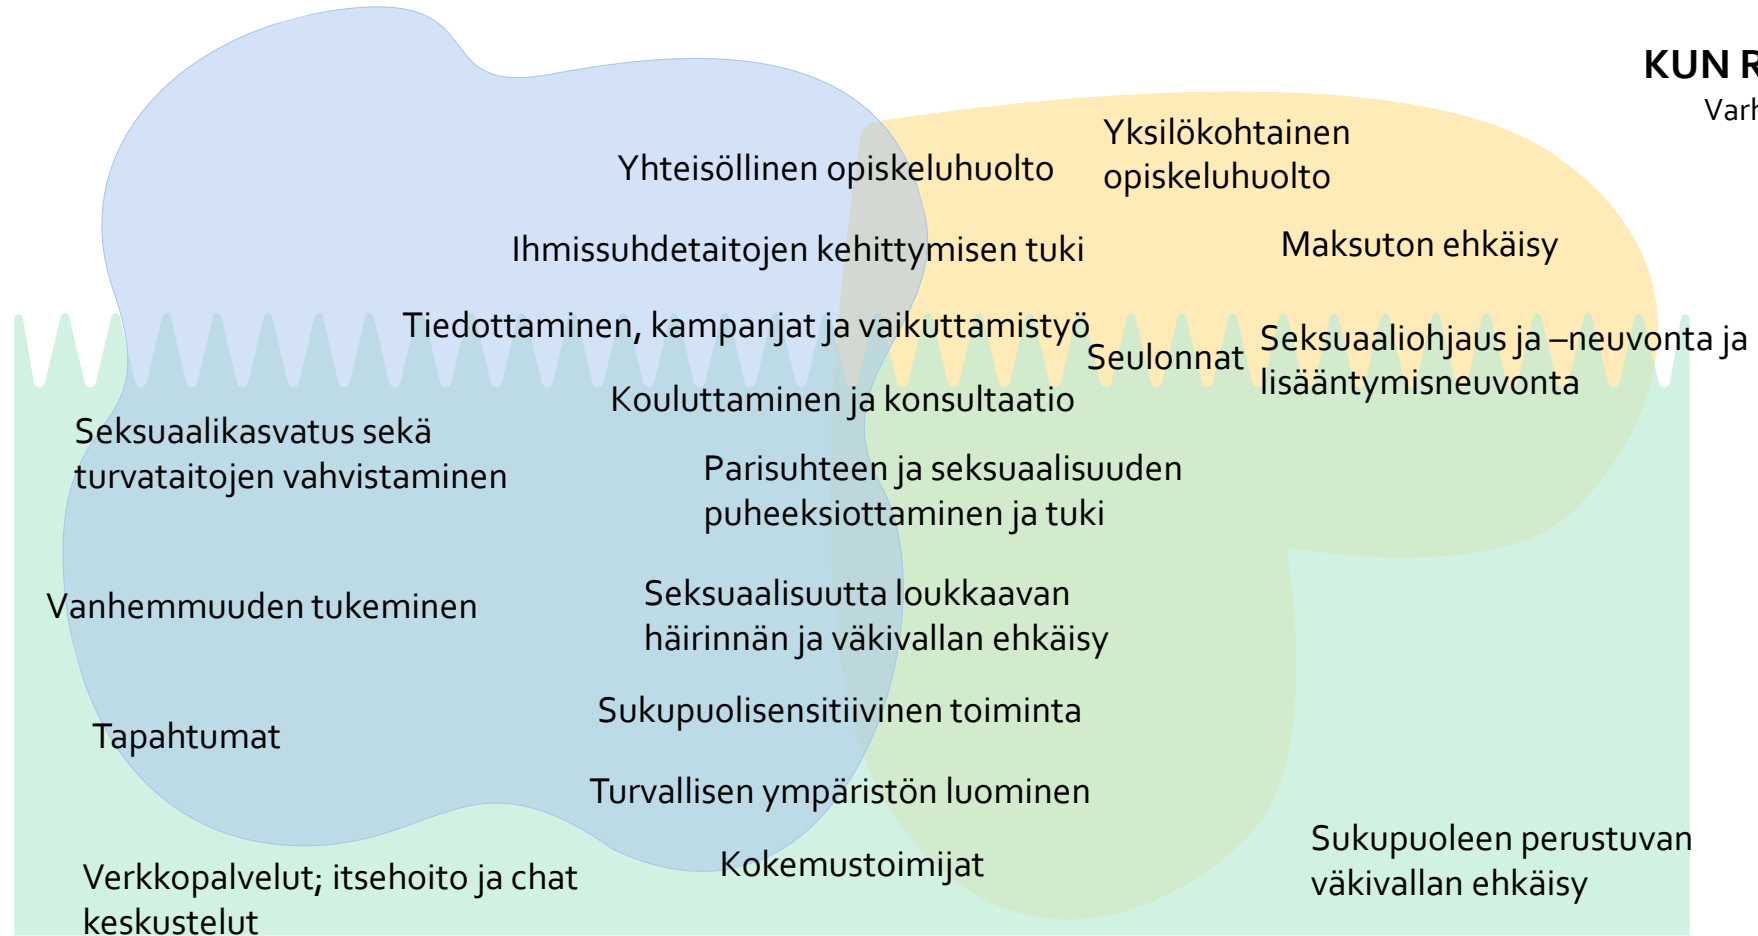 KUN R
Varh
Yksilökohtainen
opiskeluhuolto
Yhteisöllinen opiskeluhuolto
Ihmissuhdetaitojen kehittymisen tuki
Maksuton ehkäisy
Tiedottaminen, kampanjat ja vaikuttamistyö
Seulonnat
Seksuaaliohjaus ja –neuvonta ja
lisääntymisneuvonta
Kouluttaminen ja konsultaatio
Seksuaalikasvatus sekä
turvataitojen vahvistaminen
Parisuhteen ja seksuaalisuuden
puheeksiottaminen ja tuki
Vanhemmuuden tukeminen
Seksuaalisuutta loukkaavan
häirinnän ja väkivallan ehkäisy
Sukupuolisensitiivinen toiminta
Tapahtumat
Turvallisen ympäristön luominen
Kokemustoimijat
Sukupuoleen perustuvan
väkivallan ehkäisy
Verkkopalvelut; itsehoito ja chat
keskustelut